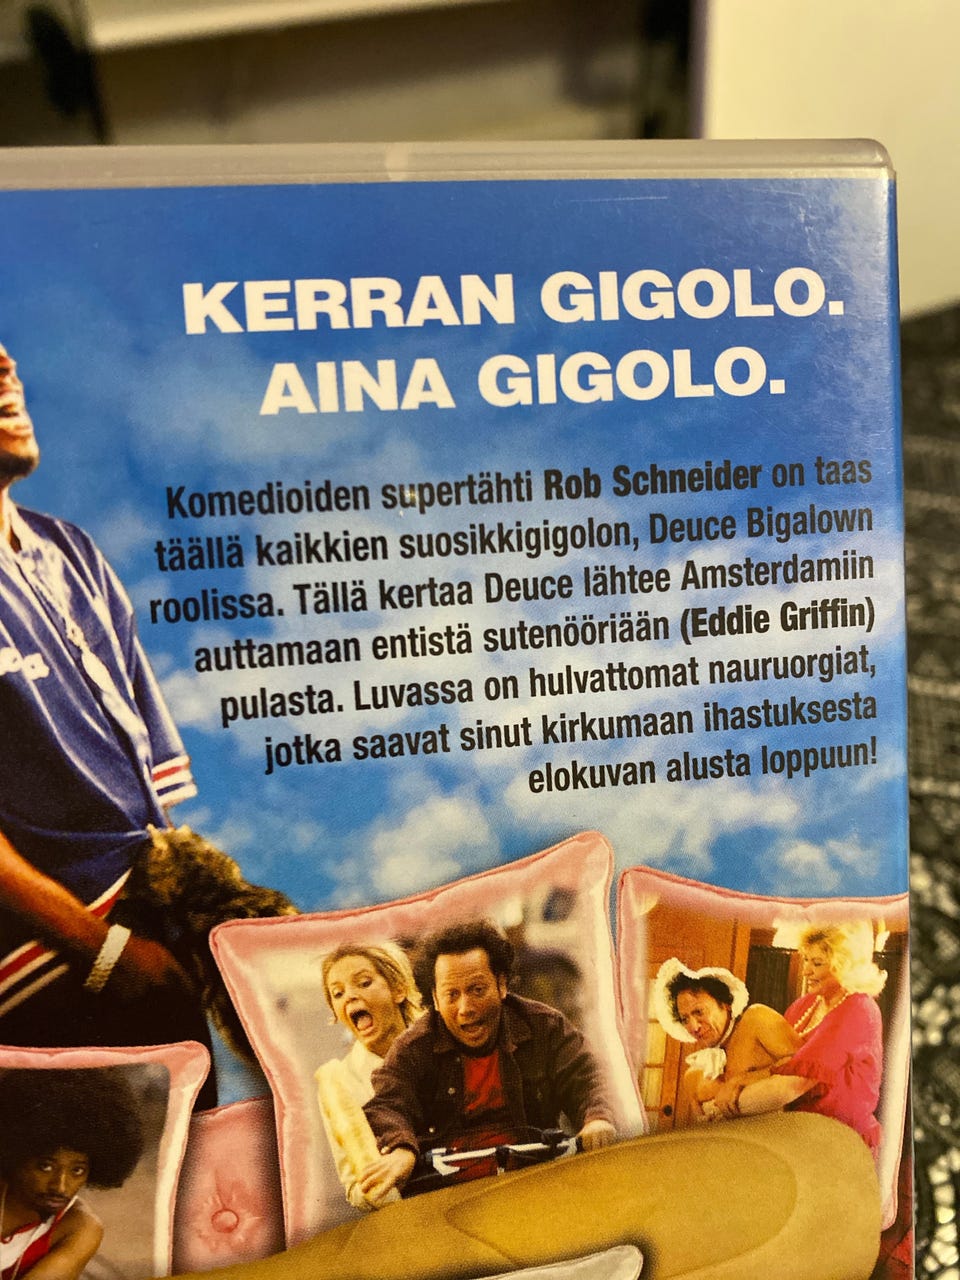 KERRAN GIGOLO.
AINA GIGOLO.
Komedioiden supertähti Rob Schneider on taas
täällä kaikkien suosikkigigolon, Deuce Bigalown
roolissa. Tällä kertaa Deuce lähtee Amsterdamiin
auttamaan entistä sutenööriään (Eddie Griffin)
pulasta. Luvassa on hulvattomat nauruorgiat,
jotka saavat sinut kirkumaan ihastuksesta
elokuvan alusta loppuun!